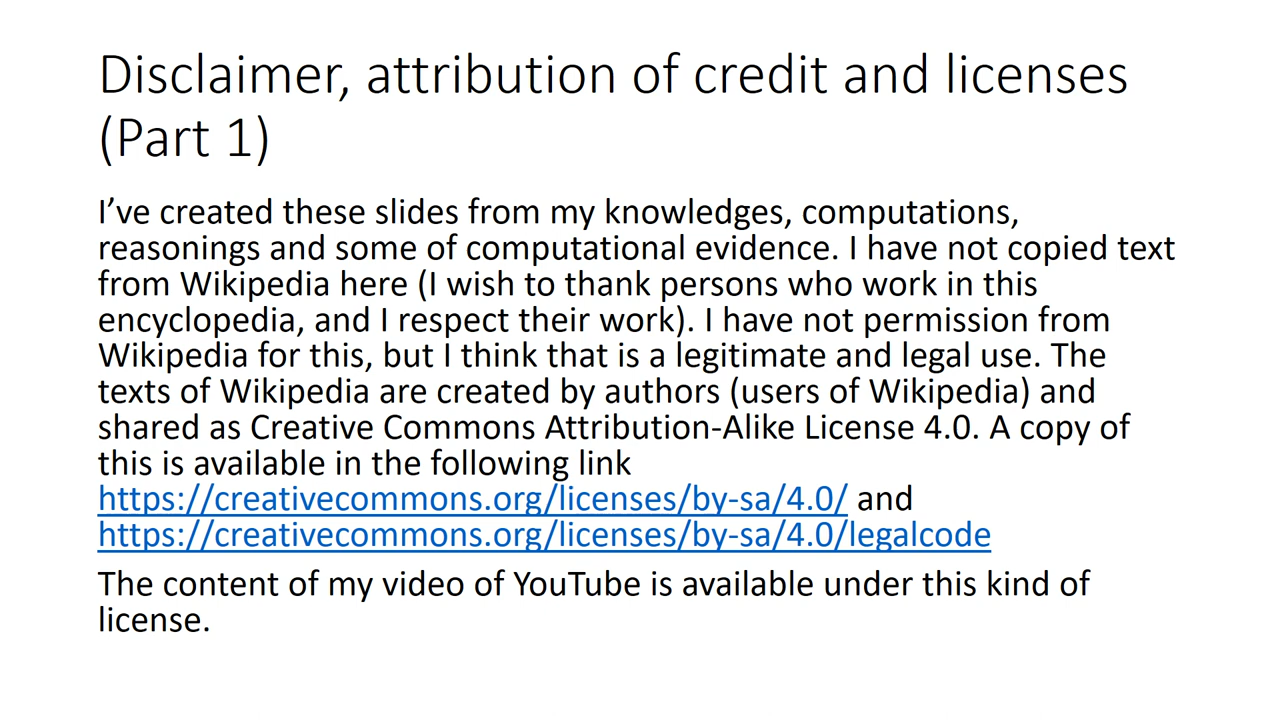 Disclaimer, attribution of credit and licenses
(Part 1)
I’ve created these slides from my knowledges, computations,
reasonings and some of computational evidence. I have not copied text
from Wikipedia here (I wish to thank persons who work in this
encyclopedia, and I respect their work). I have not permission from
Wikipedia for this, but I think that is a legitimate and legal use. The
texts of Wikipedia are created by authors (users of Wikipedia) and
shared as Creative Commons Attribution-Alike License 4.0. A copy of
this is available in the following link
https://creativecommons.org/licenses/by-sa/4.0/ and
https://creativecommons.org/licenses/by-sa/4.0/legalcode
The content of my video of YouTube is available under this kind of
license.